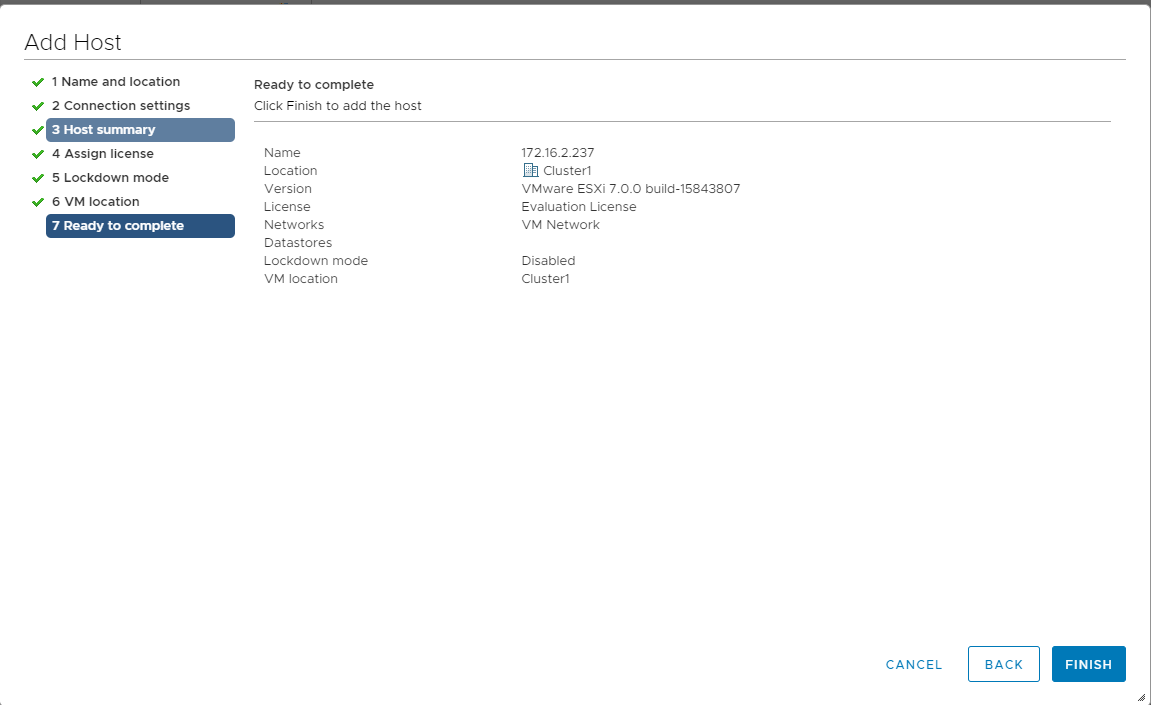 Add Host
1 Name and location
2 Connection settings
3 Host summary
4 Assign license
5 Lockdown mode
6 VM location
7 Ready to complete
Ready to complete
Click Finish to add the host
Name 172.16.2.237
Location Cluster1
Version VMware ESXi 7.0.0 build-15843807
License Evaluation License
Networks VM Network
Datastores
Lockdown mode Disabled
VM location Cluster1
CANCEL BACK FINISH